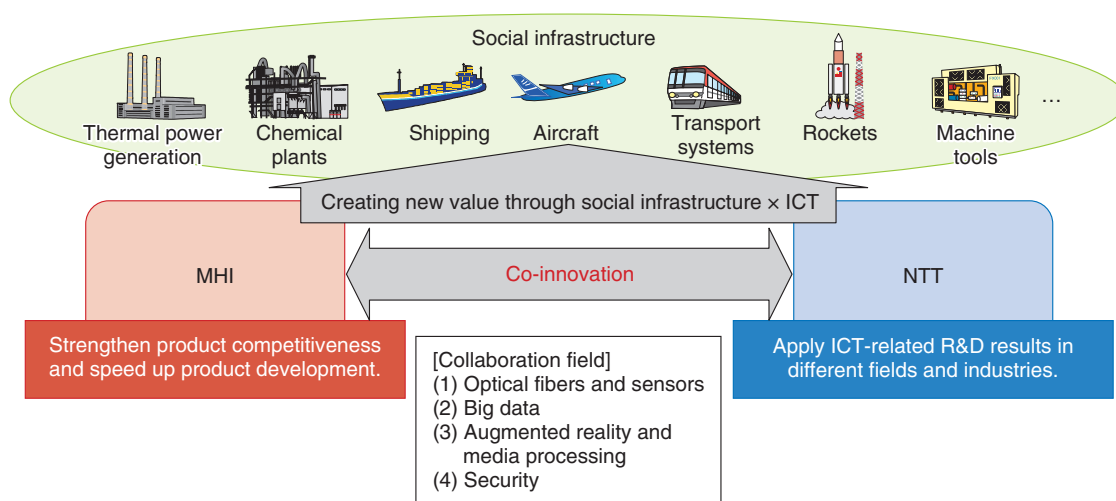 Social infrastructure
Thermal power
generation
Chemical
plants
Shipping
Aircraft
Transport
systems
Rockets
Machine
tools
...
Creating new value through social infrastructure × ICT
MHI
Co-innovation
NTT
Strengthen product competitiveness
and speed up product development.
Apply ICT-related R&D results in
different fields and industries.
[Collaboration field]
(1) Optical fibers and sensors
(2) Big data
(3) Augmented reality and
media processing
(4) Security